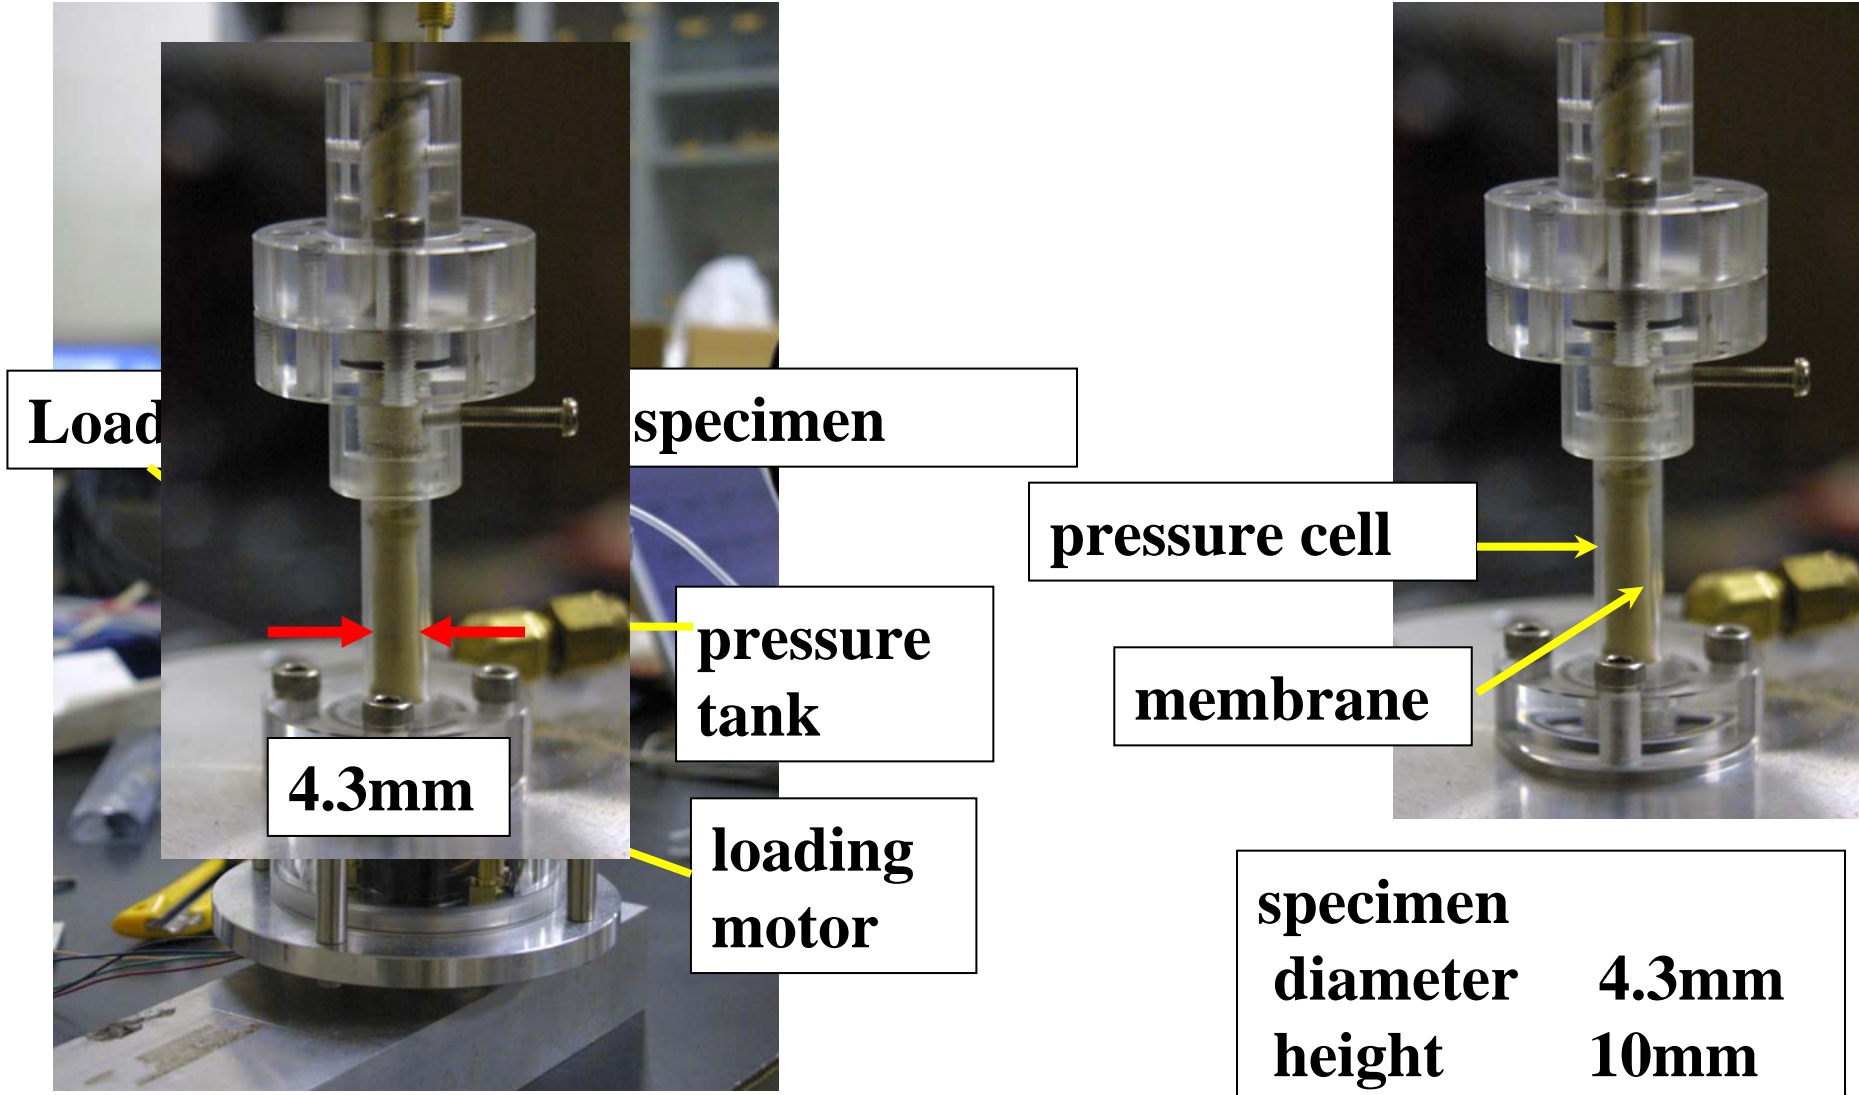 Load
specimen
pressure
tank
loading
motor
4.3mm
pressure cell
membrane
specimen
diameter 4.3mm
height 10mm